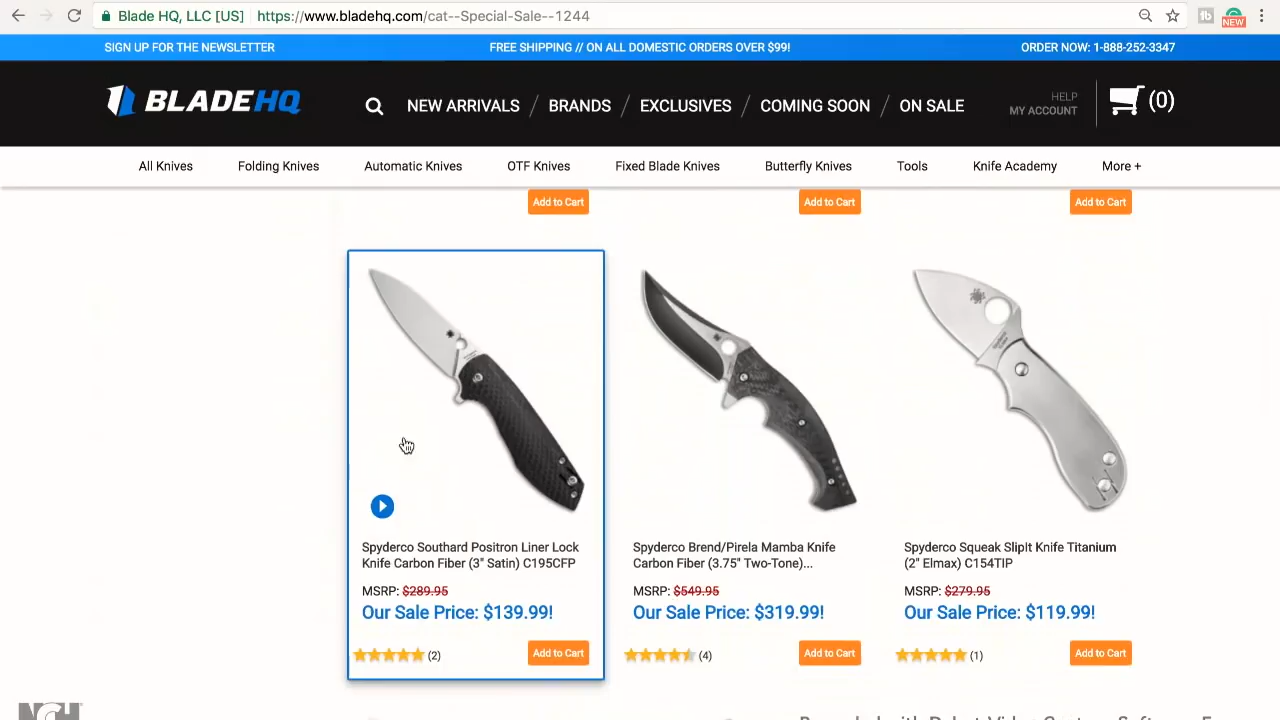 Blade HQ, LLC [US] https://www.bladehq.com/cat--Special-Sale--1244
NEW
SIGN UP FOR THE NEWSLETTER FREE SHIPPING // ON ALL DOMESTIC ORDERS OVER $99! ORDER NOW: 1-888-252-3347
BLADEHQ NEW ARRIVALS / BRANDS / EXCLUSIVES / COMING SOON / ON SALE HELP MY ACCOUNT (0)
All Knives Folding Knives Automatic Knives OTF Knives Fixed Blade Knives Butterfly Knives Tools Knife Academy More +
Add to Cart Add to Cart Add to Cart
Spyderco Southard Positron Liner Lock
Knife Carbon Fiber (3" Satin) C195CFP
MSRP: $289.95
Our Sale Price: $139.99!
(2) Add to Cart
Spyderco Brend/Pirela Mamba Knife
Carbon Fiber (3.75" Two-Tone)...
MSRP: $549.95
Our Sale Price: $319.99!
(4) Add to Cart
Spyderco Squeak SlipIt Knife Titanium
(2" Elmax) C154TIP
MSRP: $279.95
Our Sale Price: $119.99!
(1) Add to Cart